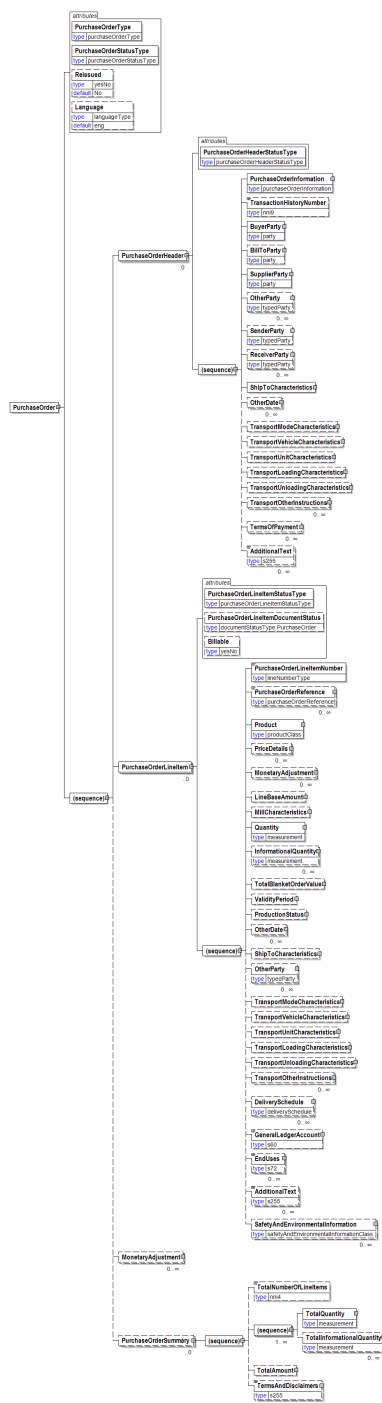 attributes
PurchaseOrderType
type purchaseOrderType
PurchaseOrderStatusType
type purchaseOrderStatusType
Reissued
type yesNo
default No
Language
type languageType
default eng
attributes
PurchaseOrderHeaderStatusType
type purchaseOrderHeaderStatusType
PurchaseOrderInformation
type purchaseOrderInformation
TransactionHistoryNumber
type nni9
BuyerParty
type party
PurchaseOrderHeader
..0
BillToParty
type party
SupplierParty
type party
OtherParty
type typedParty
0.. ∞
SenderParty
type typedParty
ReceiverParty
type typedParty
0.. ∞
(sequence)
ShipToCharacteristics
OtherDate
0.. ∞
PurchaseOrder
TransportModeCharacteristics
TransportVehicleCharacteristics
TransportUnitCharacteristics
TransportLoadingCharacteristics
TransportUnloadingCharacteristics
TransportOtherInstructions
0.. ∞
TermsOfPayment
0.. ∞
AdditionalText
type s255
0.. ∞
attributes
PurchaseOrderLineItemStatusType
type purchaseOrderLineItemStatusType
PurchaseOrderLineItemDocumentStatus
type documentStatusType.PurchaseOrder
Billable
type yesNo
PurchaseOrderLineItemNumber
type lineNumberType
PurchaseOrderReference
type purchaseOrderReference
0.. ∞
Product
type productClass
PriceDetails
0.. ∞
PurchaseOrderLineItem
..0
MonetaryAdjustment
0.. ∞
(sequence)
LineBaseAmount
MillCharacteristics
Quantity
type measurement
InformationalQuantity
type measurement
0.. ∞
TotalBlanketOrderValue
ValidityPeriod
ProductionStatus
OtherDate
0.. ∞
(sequence)
ShipToCharacteristics
OtherParty
type typedParty
0.. ∞
TransportModeCharacteristics
TransportVehicleCharacteristics
TransportUnitCharacteristics
TransportLoadingCharacteristics
TransportUnloadingCharacteristics
TransportOtherInstructions
0.. ∞
DeliverySchedule
type deliverySchedule
0.. ∞
GeneralLedgerAccount
type s60
EndUses
type s72
0.. ∞
AdditionalText
type s255
0.. ∞
SafetyAndEnvironmentalInformation
type safetyAndEnvironmentalInformationClass
0.. ∞
MonetaryAdjustment
0.. ∞
TotalNumberOfLineItems
type nni4
TotalQuantity
type measurement
(sequence)
1.. ∞
TotalInformationalQuantity
type measurement
0.. ∞
PurchaseOrderSummary
..0
(sequence)
TotalAmount
TermsAndDisclaimers
type s255
0.. ∞